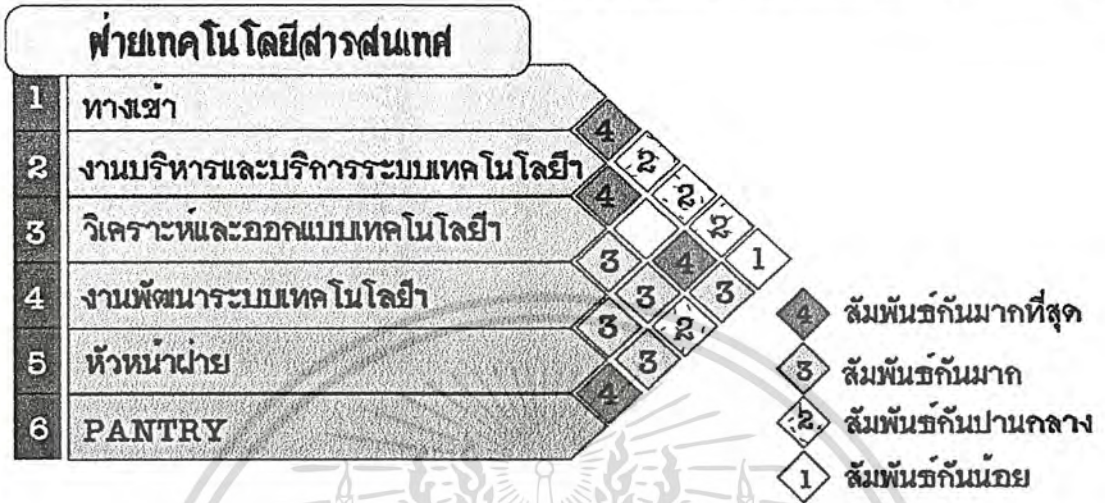 ฝ่ายเทคโนโลยีสารสนเทศ
1 ทางเข้า
2 งานบริหารและบริการระบบเทคโนโลยีฯ
3 วิเคราะห์และออกแบบเทคโนโลยีฯ
4 งานพัฒนาระบบเทคโนโลยีฯ
5 หัวหน้าฝ่าย
6 PANTRY
4
2
4 2
2
3 4 1
3 3
3 2
3
4
4 สัมพันธ์กันมากที่สุด
3 สัมพันธ์กันมาก
2 สัมพันธ์กันปานกลาง
1 สัมพันธ์กันน้อย